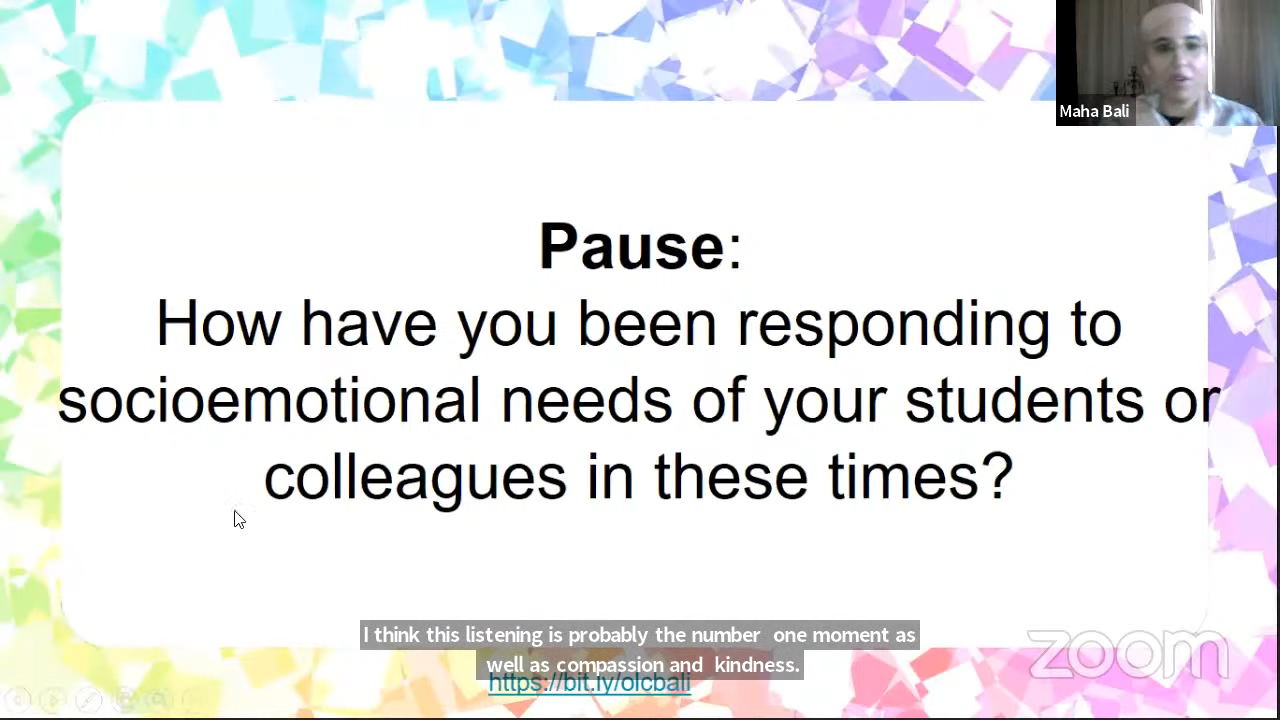 Maha Bali
Pause:
How have you been responding to
socioemotional needs of your students or
colleagues in these times?
I think this listening is probably the number one moment as
well as compassion and kindness.
https://bit.ly/olcbali
zoom